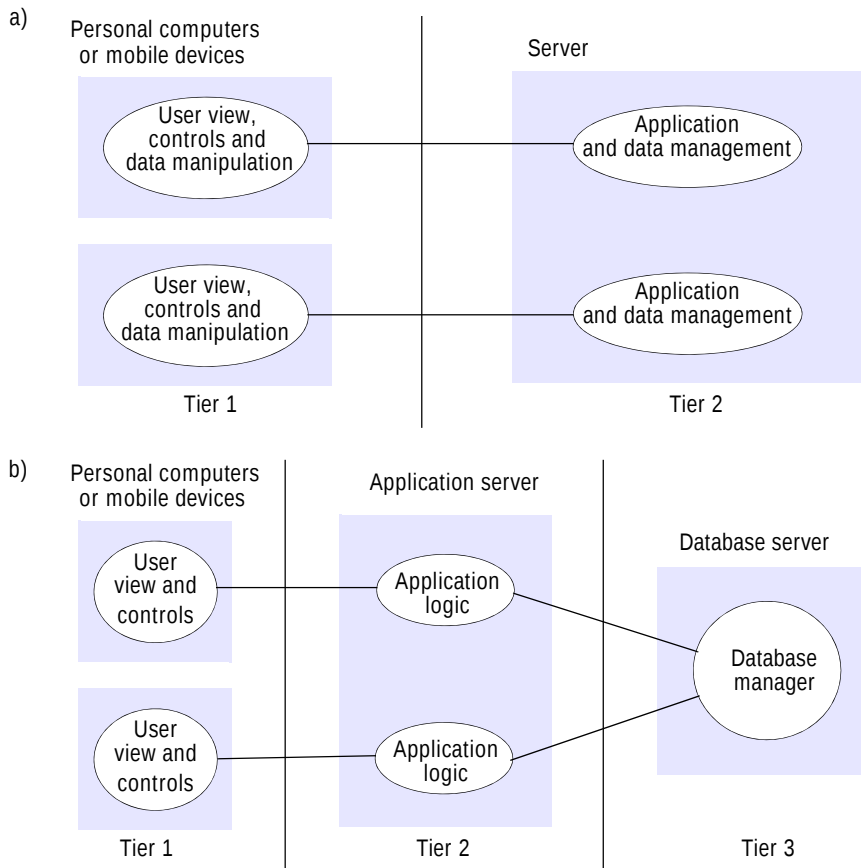 a)
Personal computers
or mobile devices
Server
User view,
controls and
data manipulation
Application
and data management
User view,
controls and
data manipulation
Application
and data management
Tier 1
Tier 2
b)
Personal computers
or mobile devices
Application server
Database server
User
view and
controls
Application
logic
Database
manager
User
view and
controls
Application
logic
Tier 1
Tier 2
Tier 3